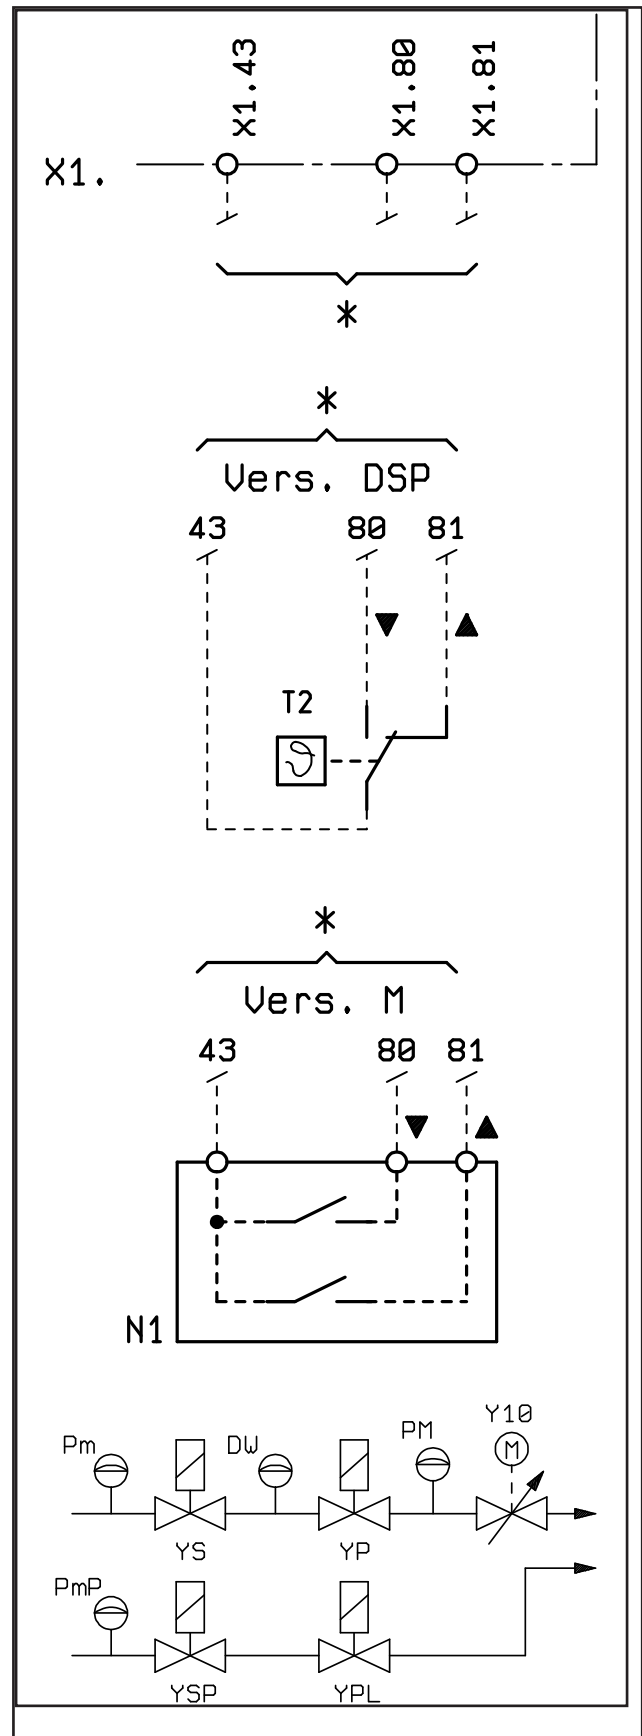 X1.43
X1.80
X1.81
X1.
*
*
Vers. DSP
43 80 81
T2
*
Vers. M
43 80 81
N1
Y10
Pm DW PM
M
YS YP
PmP
YSP YPL